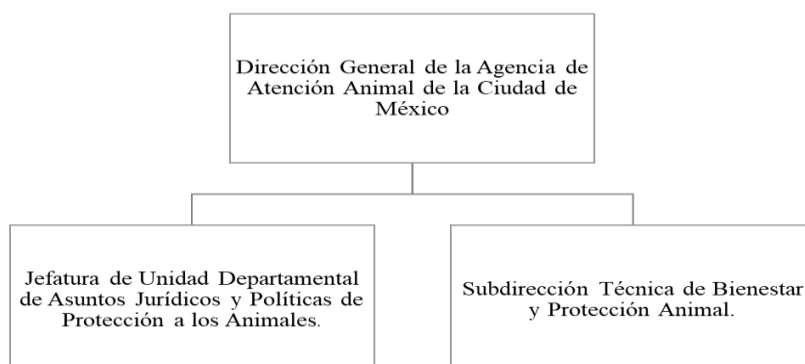 Dirección General de la Agencia de
Atención Animal de la Ciudad de
México
Jefatura de Unidad Departamental
de Asuntos Jurídicos y Políticas de
Protección a los Animales.
Subdirección Técnica de Bienestar
y Protección Animal.